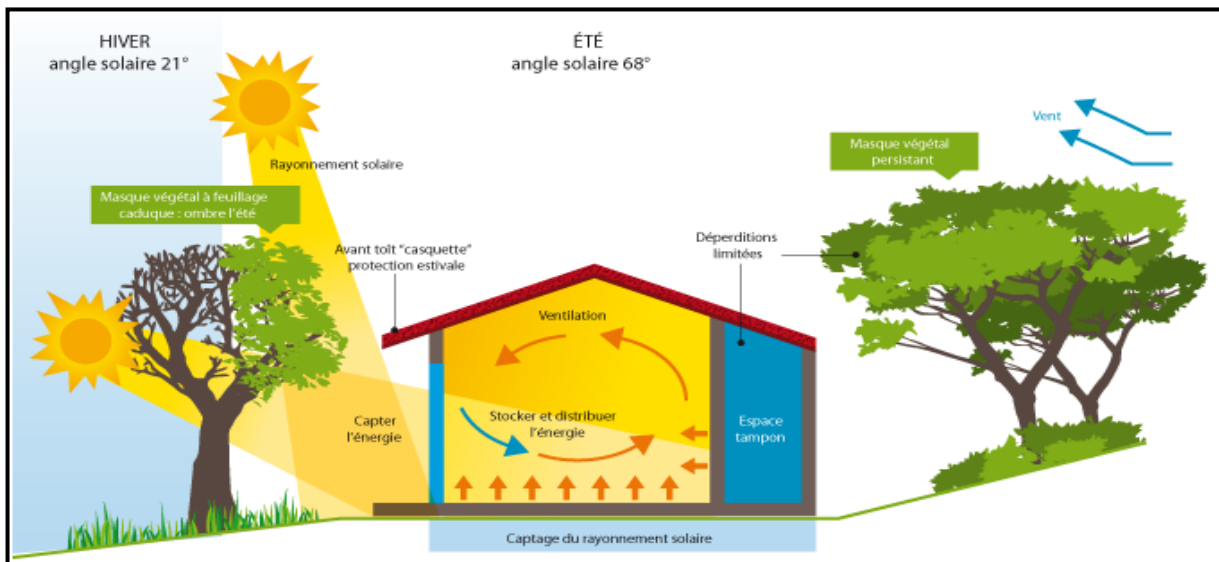 HIVER
angle solaire 21°
ÉTÉ
angle solaire 68°
Vent
Masque végétal
persistant
Rayonnement solaire
Masque végétal à feuillage
caduque : ombre l'été
Avant toît "casquette"
protection estivale
Déperditions
limitées
Ventilation
Capter
l'énergie
Stocker et distribuer
l'énergie
Espace
tampon
Captage du rayonnement solaire